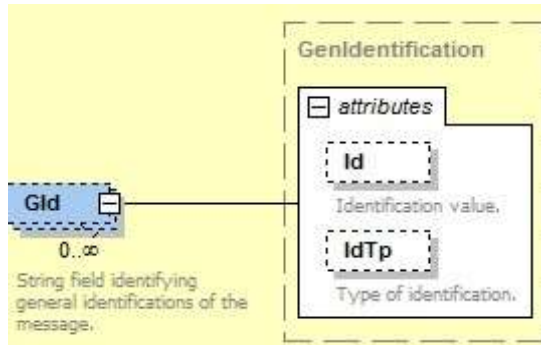 GenIdentification
attributes
Id
Identification value.
GId
0..∞
IdTp
String field identifying
general identifications of the
message.
Type of identification.